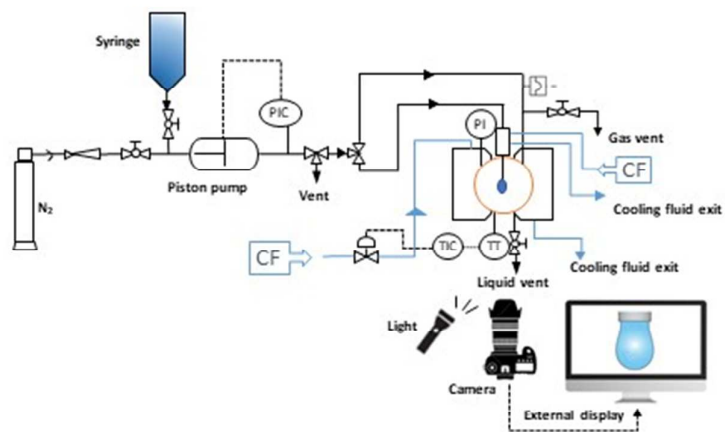 Syringe
PIC
PI
Gas vent
Piston pump
Vent
CF
N2
Cooling fluid exit
CF
TIC
TT
Cooling fluid exit
Liquid vent
Light
Camera
External display